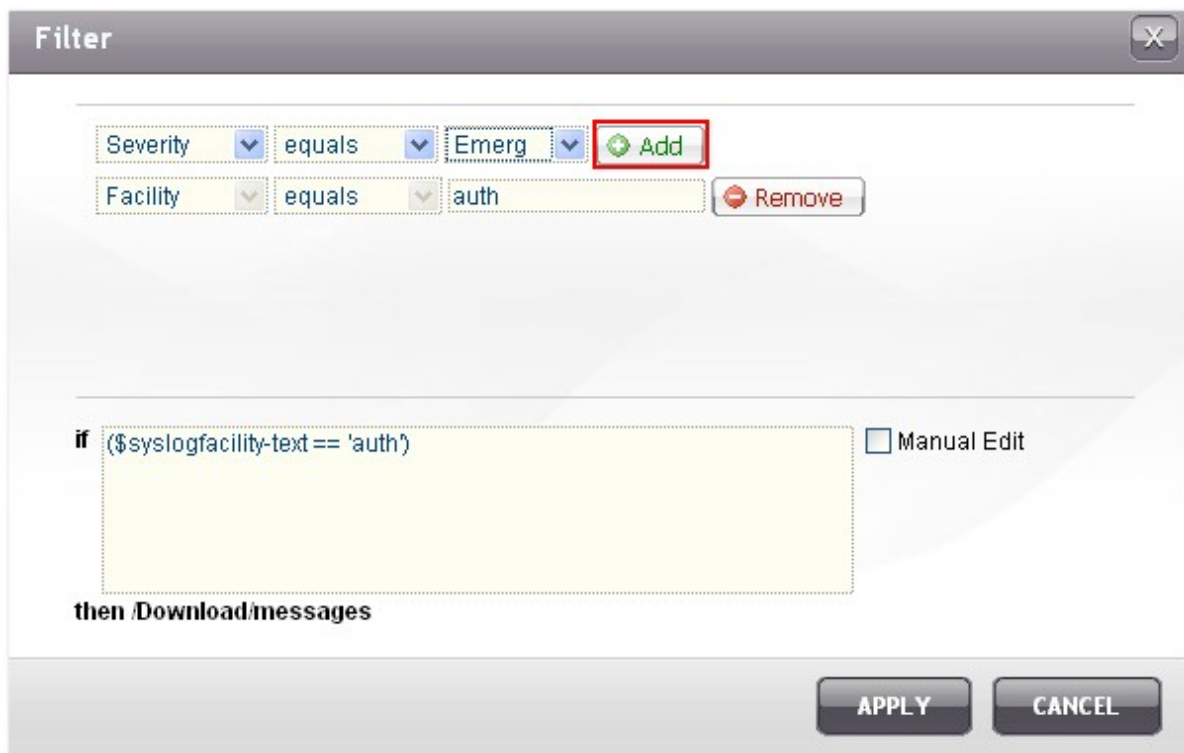 Filter X
Severity equals Emerg Add
Facility equals auth Remove
if ($syslogfacility-text == 'auth') Manual Edit
then /Download/messages
APPLY CANCEL